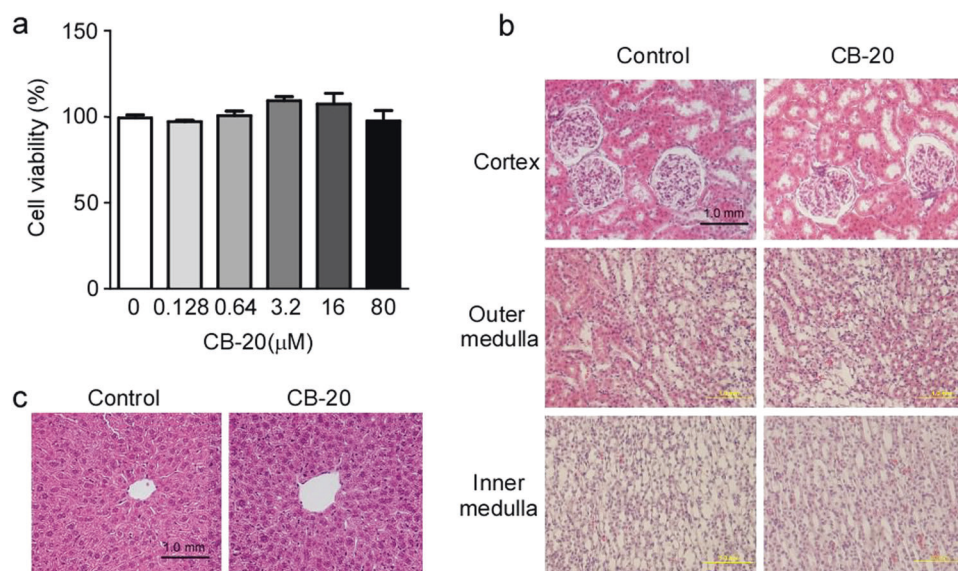 a
150
100
50
0
Cell viability (%)
0 0.128 0.64 3.2 16 80
CB-20(μM)
b
Control CB-20
Cortex
1.0 mm
Outer
medulla
Inner
medulla
c
Control CB-20
1.0 mm